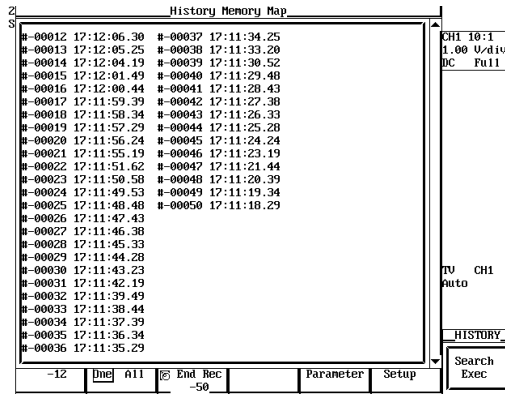 Z
History Memory Map
S
#-00012 17:12:06.30 #-00037 17:11:34.25
#-00013 17:12:05.25 #-00038 17:11:33.20
#-00014 17:12:04.19 #-00039 17:11:30.52
#-00015 17:12:01.49 #-00040 17:11:29.48
#-00016 17:12:00.44 #-00041 17:11:28.43
#-00017 17:11:59.39 #-00042 17:11:27.38
#-00018 17:11:58.34 #-00043 17:11:26.33
#-00019 17:11:57.29 #-00044 17:11:25.28
#-00020 17:11:56.24 #-00045 17:11:24.24
#-00021 17:11:55.19 #-00046 17:11:23.19
#-00022 17:11:51.62 #-00047 17:11:21.44
#-00023 17:11:50.58 #-00048 17:11:20.39
#-00024 17:11:49.53 #-00049 17:11:19.34
#-00025 17:11:48.48 #-00050 17:11:18.29
#-00026 17:11:47.43
#-00027 17:11:46.38
#-00028 17:11:45.33
#-00029 17:11:44.28
#-00030 17:11:43.23
#-00031 17:11:42.19
#-00032 17:11:39.49
#-00033 17:11:38.44
#-00034 17:11:37.39
#-00035 17:11:36.34
#-00036 17:11:35.29
CH1 10:1
1.00 V/div
DC Full
TV CH1
Auto
HISTORY
Search
Exec
-12
One All
End Rec
-50
Parameter
Setup